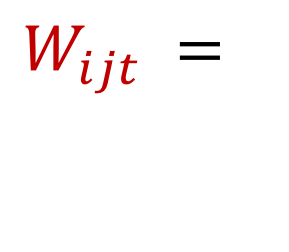 W_{ijt} =